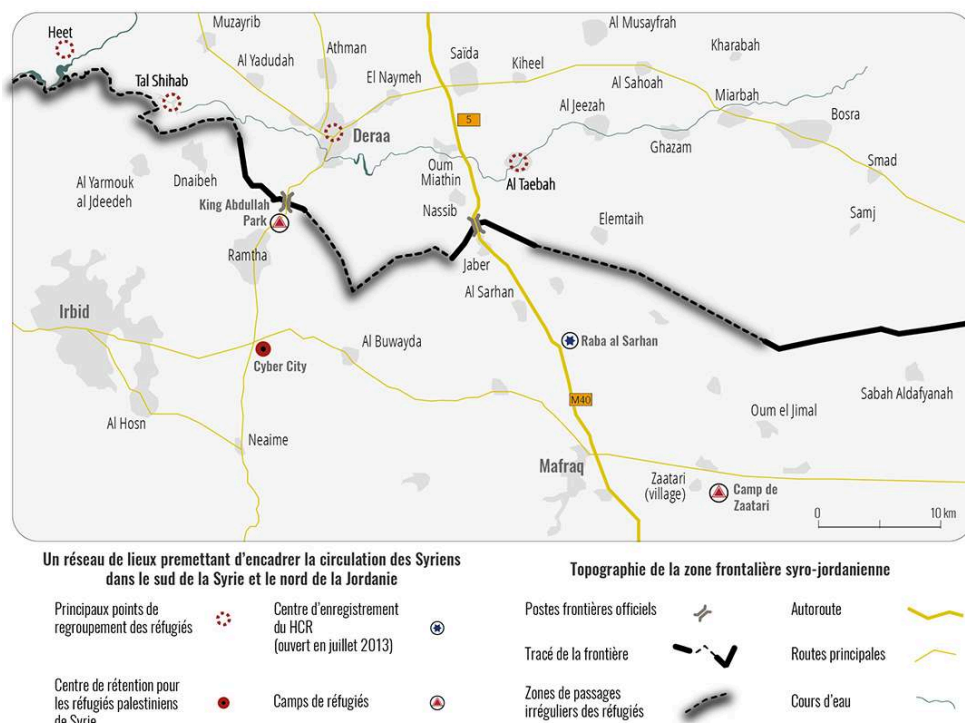 Heet
Muzayrib
Al Musayfrah
Al Yadudah
Athman
Saïda
Kharabah
Tal Shihab
El Naymeh
Kiheel
Al Sahoah
Miarbah
Al Jeezah
Bosra
5
Deraa
Ghazam
Oum
Miathin
Al Taebah
Smad
Al Yarmouk
al Jdeedeh
Dnaibeh
King Abdullah
Park
Nassib
Elemtaih
Samj
Ramtha
Jaber
Al Sarhan
Irbid
Al Buwayda
Raba al Sarhan
Cyber City
M40
Sabah Aldafyanah
Oum el Jimal
Al Hosn
Neaime
Mafraq
Zaatari
(village)
Camp de
Zaatari
0
10 km
Un réseau de lieux premettant d'encadrer la circulation des Syriens
dans le sud de la Syrie et le nord de la Jordanie
Principaux points de
regroupement des réfugiés
Centre d'enregistrement
du HCR
(ouvert en juillet 2013)
Centre de rétention pour
les réfugiés palestiniens
de Syrie
Camps de réfugiés
Topographie de la zone frontalière syro-jordanienne
Postes frontières officiels
Autoroute
Tracé de la frontière
Routes principales
Zones de passages
irréguliers des réfugiés
Cours d'eau